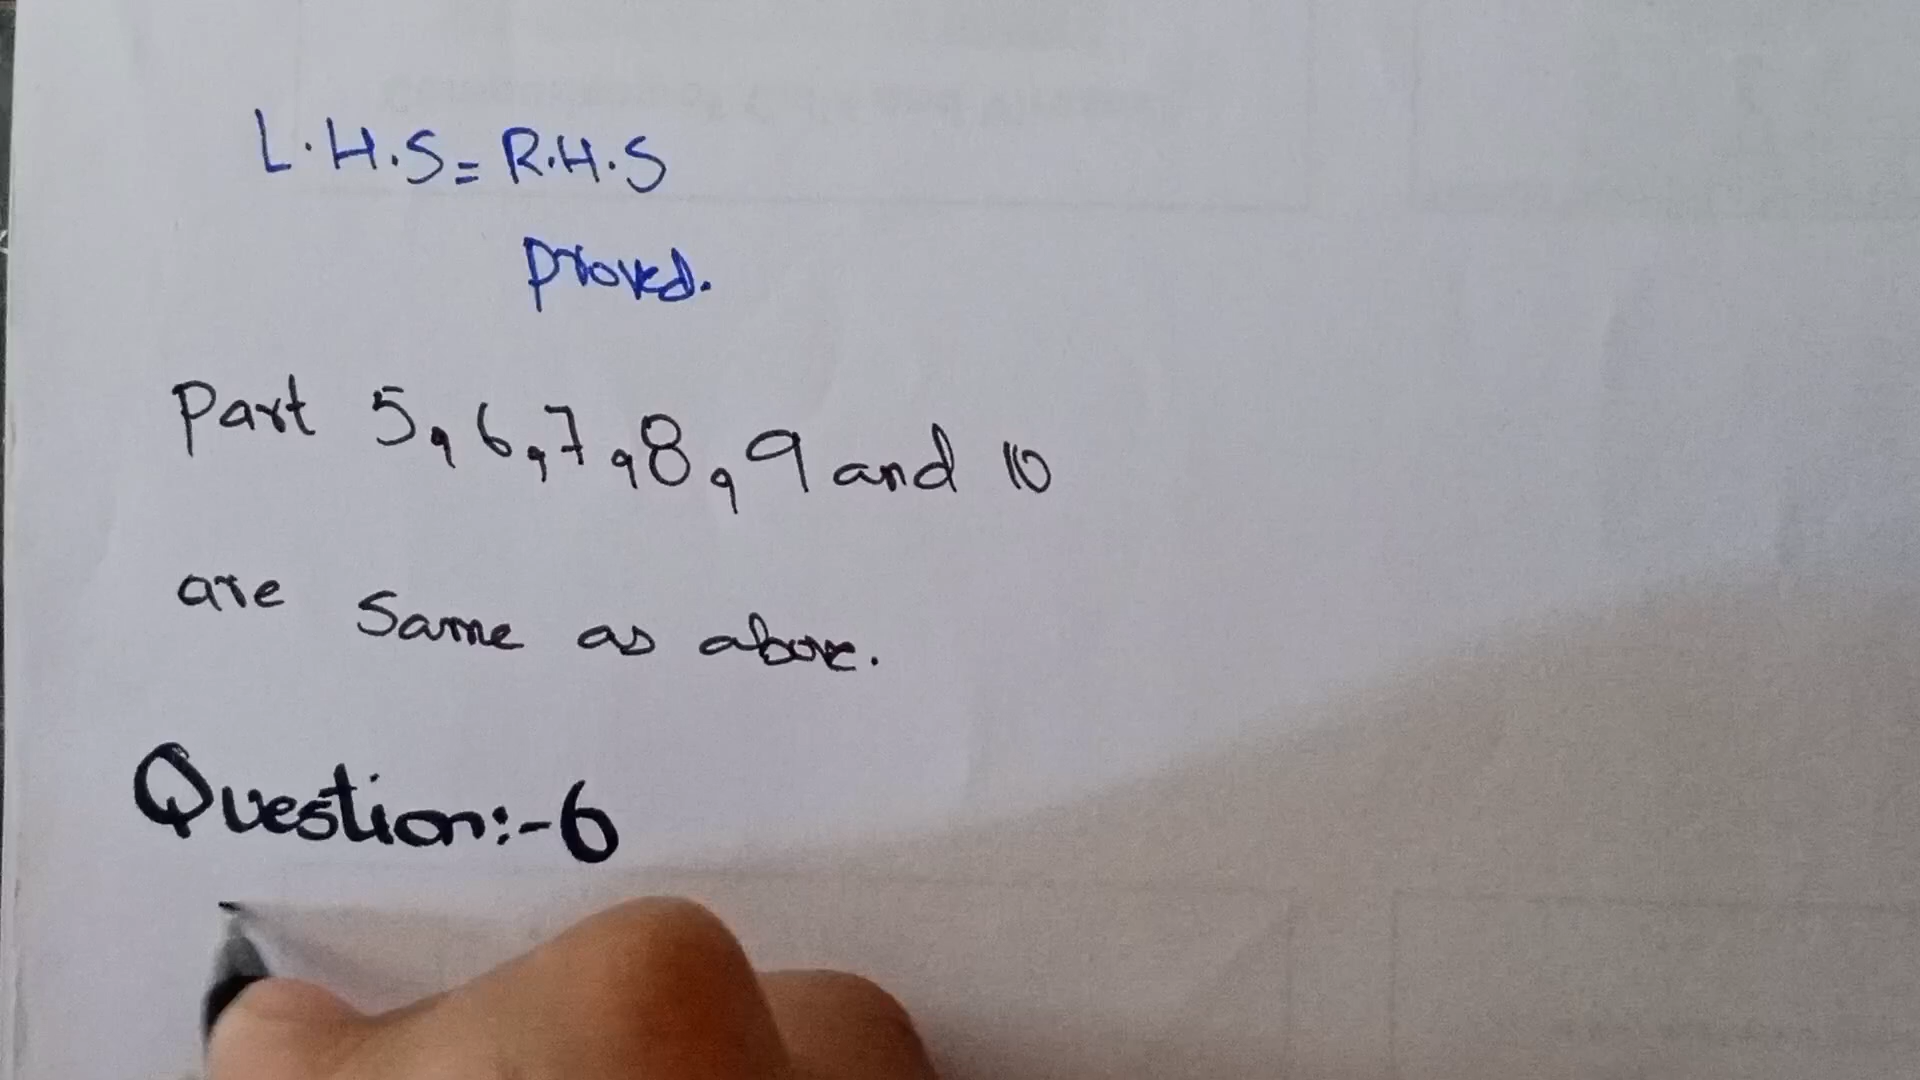 L.H.S = R.H.S
Proved.
Part 5, 6, 7, 8, 9 and 10
are same as above.
Question:-6